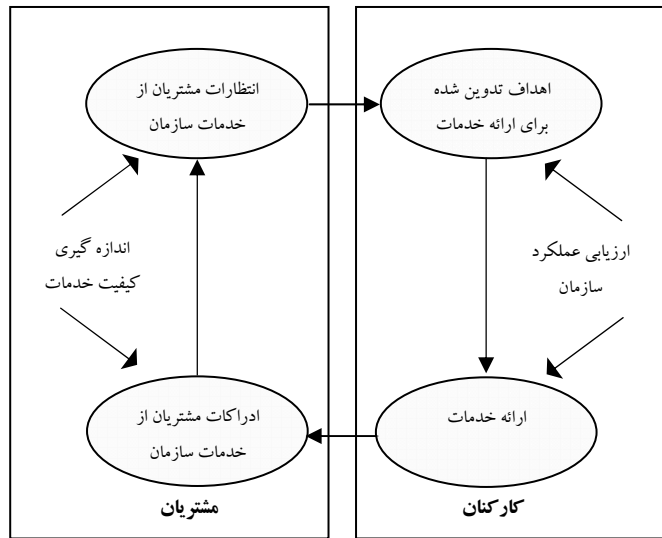 اهداف تدوین شده
برای ارائه خدمات
انتظارات مشتریان از
خدمات سازمان
ارزیابی عملکرد
سازمان
اندازه گیری
کیفیت خدمات
ارائه خدمات
ادراکات مشتریان از
خدمات سازمان
کارکنان
مشتریان